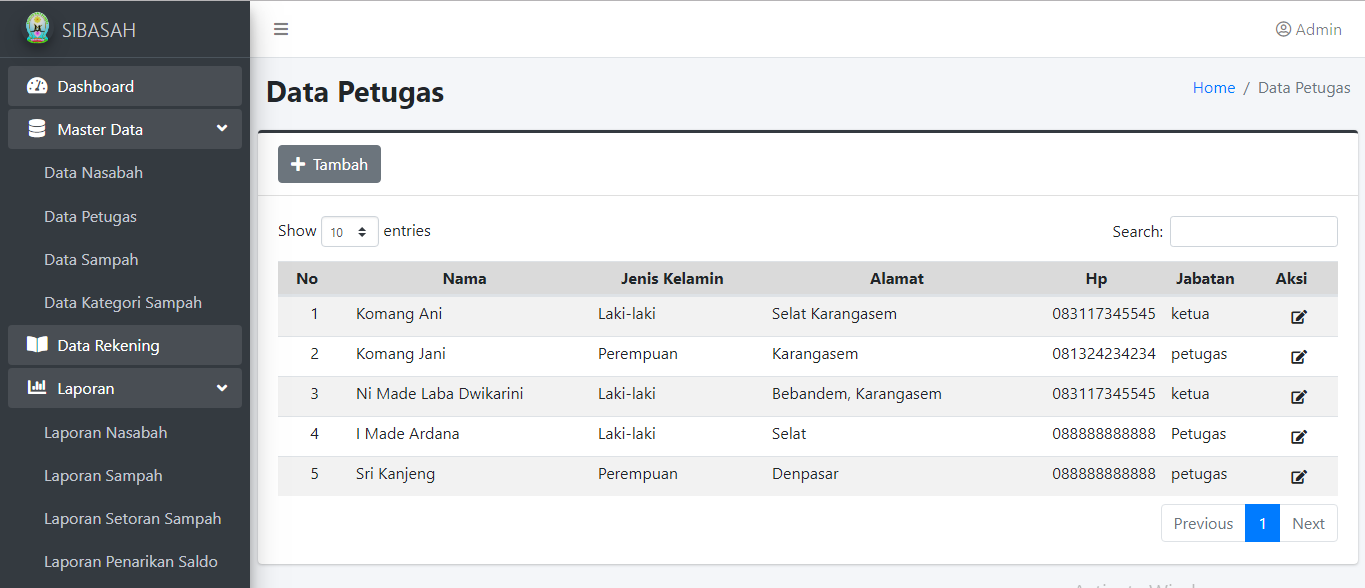 SIBASAH
Admin
Dashboard
Master Data
Data Nasabah
Data Petugas
Data Sampah
Data Kategori Sampah
Data Rekening
Laporan
Laporan Nasabah
Laporan Sampah
Laporan Setoran Sampah
Laporan Penarikan Saldo
Data Petugas
Home / Data Petugas
Tambah
Show 10 entries
Search:
No Nama Jenis Kelamin Alamat Hp Jabatan Aksi
1 Komang Ani Laki-laki Selat Karangasem 083117345545 ketua
2 Komang Jani Perempuan Karangasem 081324234234 petugas
3 Ni Made Laba Dwikarini Laki-laki Bebandem, Karangasem 083117345545 ketua
4 I Made Ardana Laki-laki Selat 088888888888 Petugas
5 Sri Kanjeng Perempuan Denpasar 088888888888 petugas
Previous 1 Next